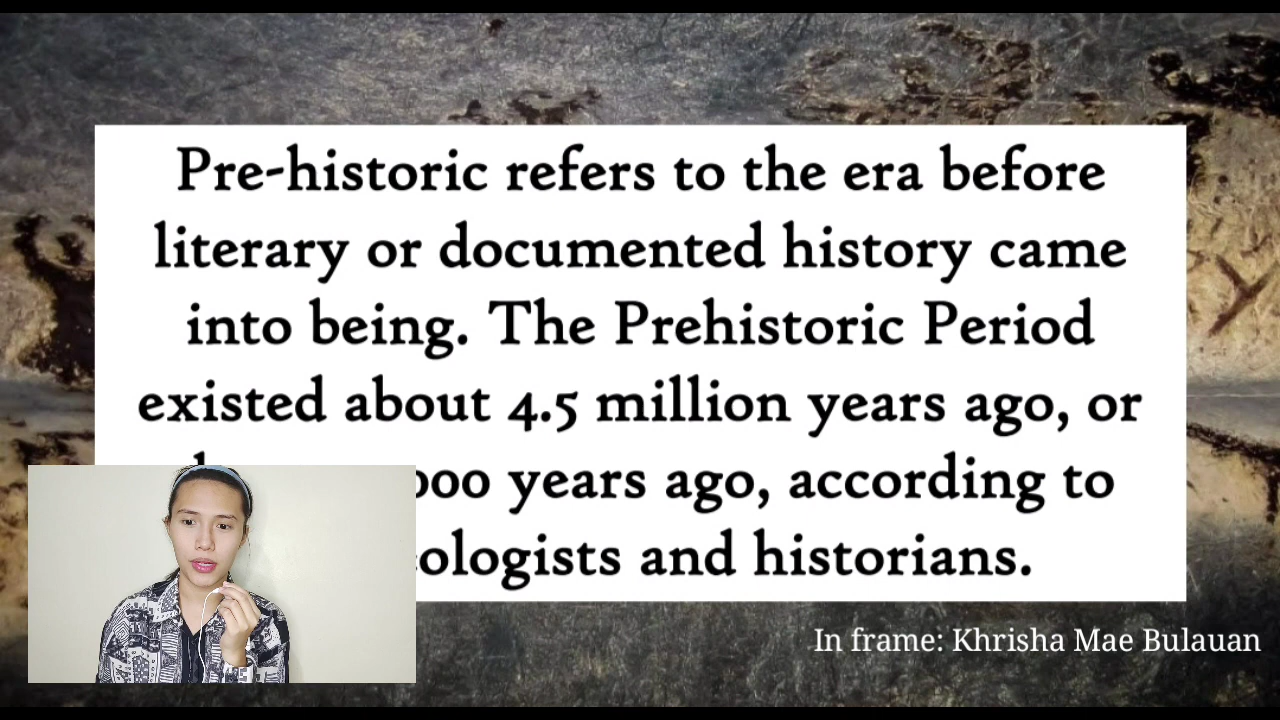 Pre-historic refers to the era before
literary or documented history came
into being. The Prehistoric Period
existed about 4.5 million years ago, or
years ago, according to
and historians.
In frame: Khrisha Mae Bulauan